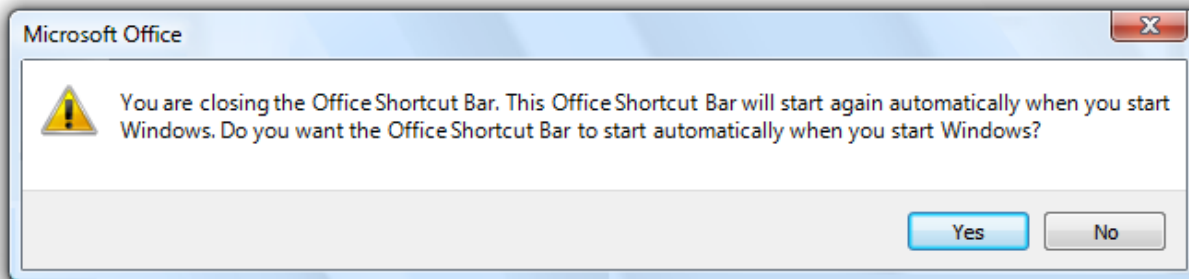 Microsoft Office
You are closing the Office Shortcut Bar. This Office Shortcut Bar will start again automatically when you start
Windows. Do you want the Office Shortcut Bar to start automatically when you start Windows?
Yes No